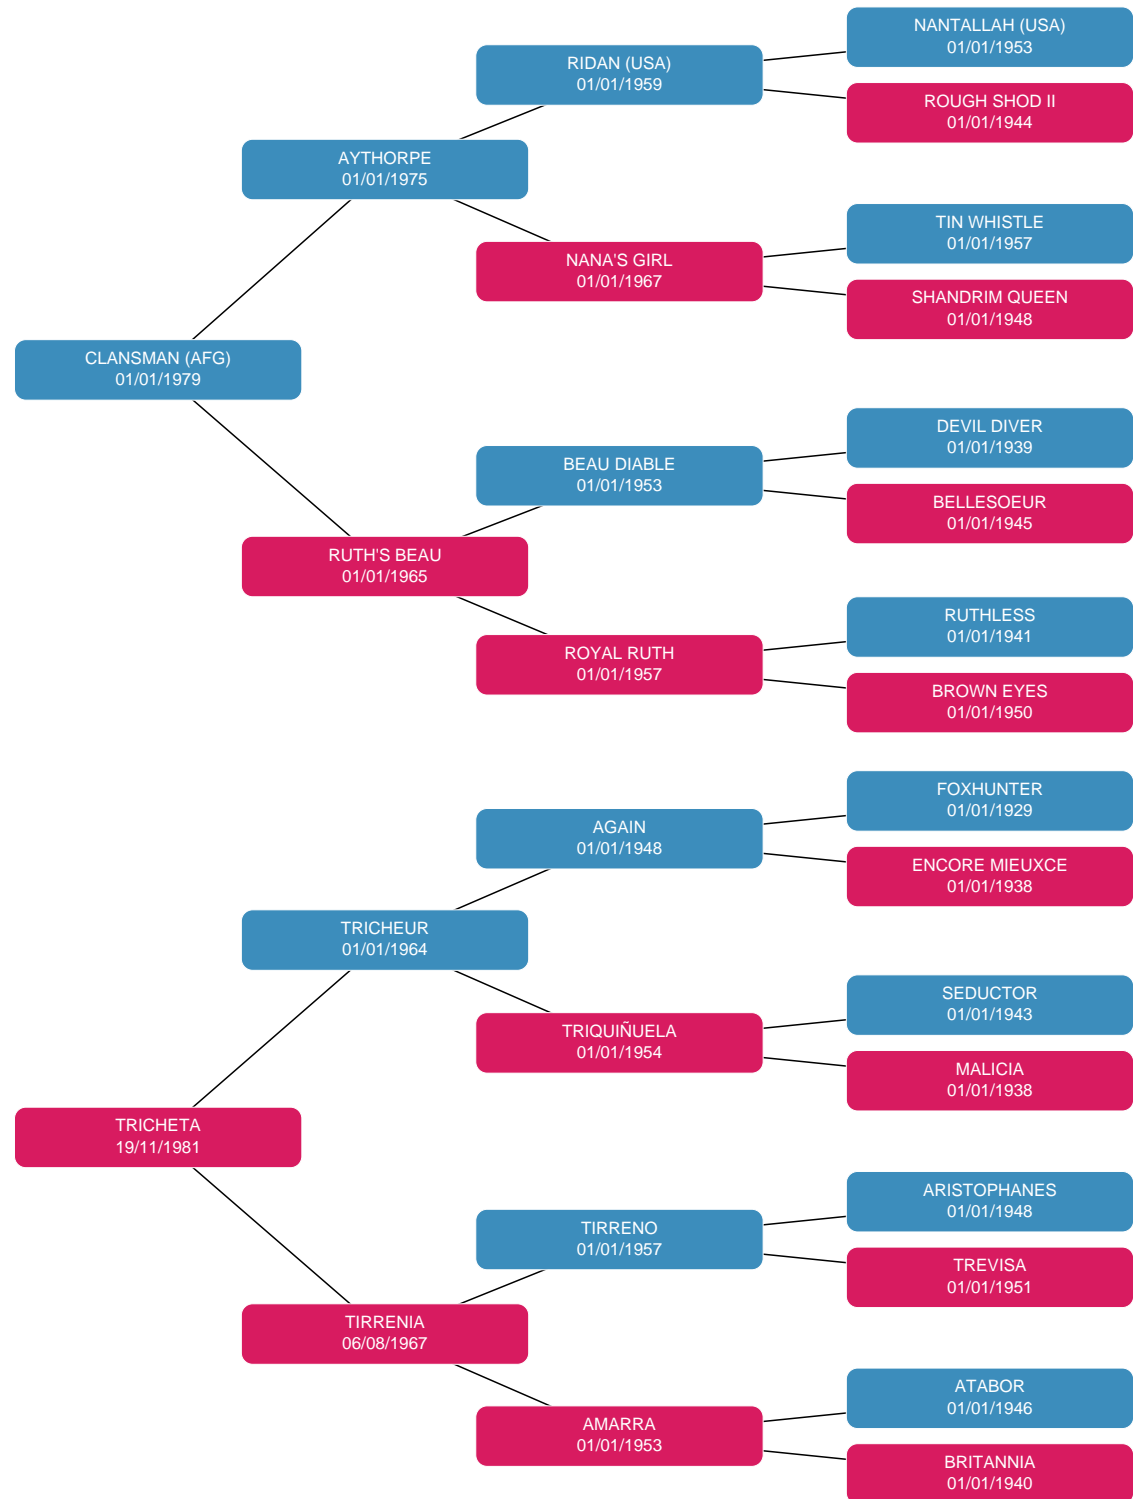 NANTALLAH (USA)
01/01/1953
RIDAN (USA)
01/01/1959
ROUGH SHOD II
01/01/1944
AYTHORPE
01/01/1975
TIN WHISTLE
01/01/1957
NANA'S GIRL
01/01/1967
SHANDRIM QUEEN
01/01/1948
CLANSMAN (AFG)
01/01/1979
DEVIL DIVER
01/01/1939
BEAU DIABLE
01/01/1953
BELLESOEUR
01/01/1945
RUTH'S BEAU
01/01/1965
RUTHLESS
01/01/1941
ROYAL RUTH
01/01/1957
BROWN EYES
01/01/1950
FOXHUNTER
01/01/1929
AGAIN
01/01/1948
ENCORE MIEUXCE
01/01/1938
TRICHEUR
01/01/1964
SEDUCTOR
01/01/1943
TRIQUIÑUELA
01/01/1954
MALICIA
01/01/1938
TRICHETA
19/11/1981
ARISTOPHANES
01/01/1948
TIRRENO
01/01/1957
TREVISA
01/01/1951
TIRRENIA
06/08/1967
ATABOR
01/01/1946
AMARRA
01/01/1953
BRITANNIA
01/01/1940